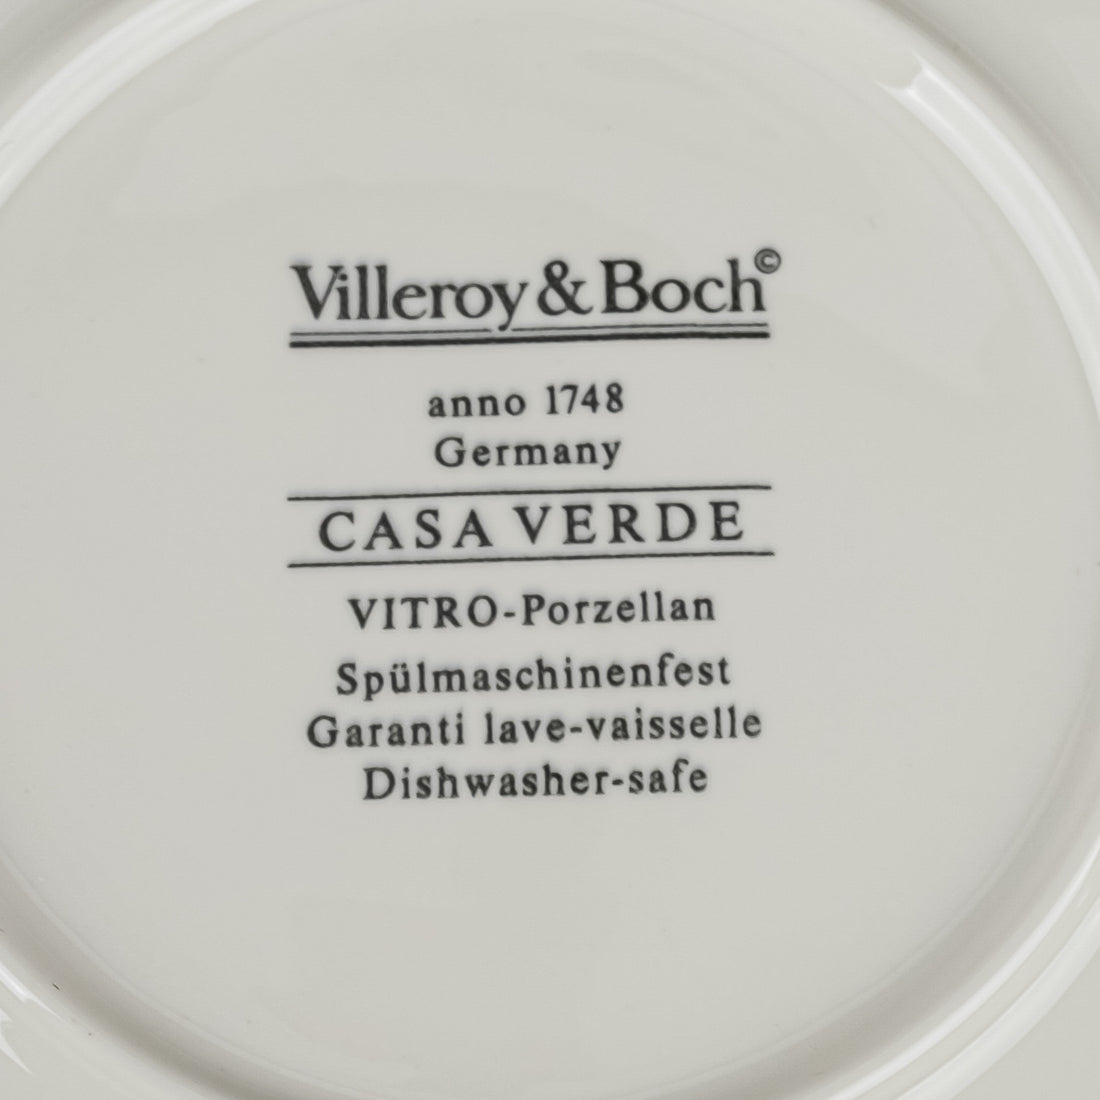 Villeroy & Boch©
anno 1748
Germany
CASA VERDE
VITRO-Porzellan
Spülmaschinenfest
Garanti lave-vaisselle
Dishwasher-safe